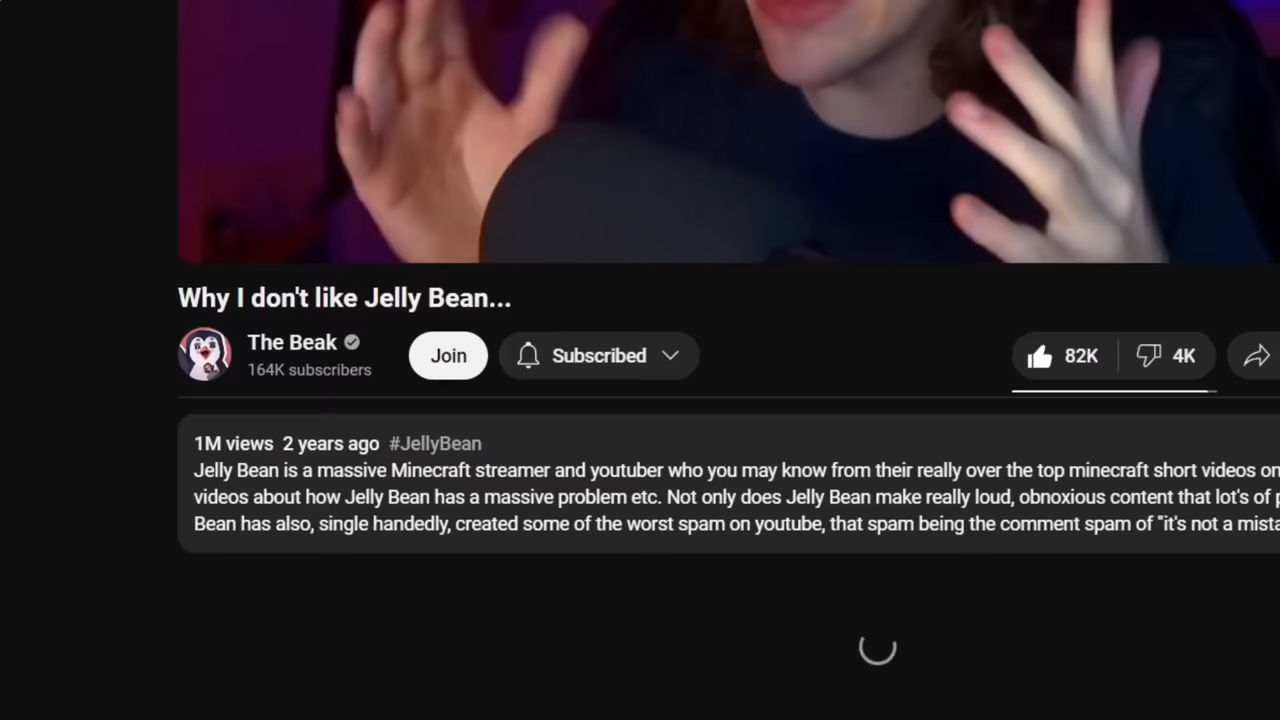 Why I don't like Jelly Bean...
The Beak
Join
Subscribed
82K
4K
164K subscribers
1M views 2 years ago #JellyBean
Jelly Bean is a massive Minecraft streamer and youtuber who you may know from their really over the top minecraft short videos on
videos about how Jelly Bean has a massive problem etc. Not only does Jelly Bean make really loud, obnoxious content that lot's of
Bean has also, single handedly, created some of the worst spam on youtube, that spam being the comment spam of "it's not a